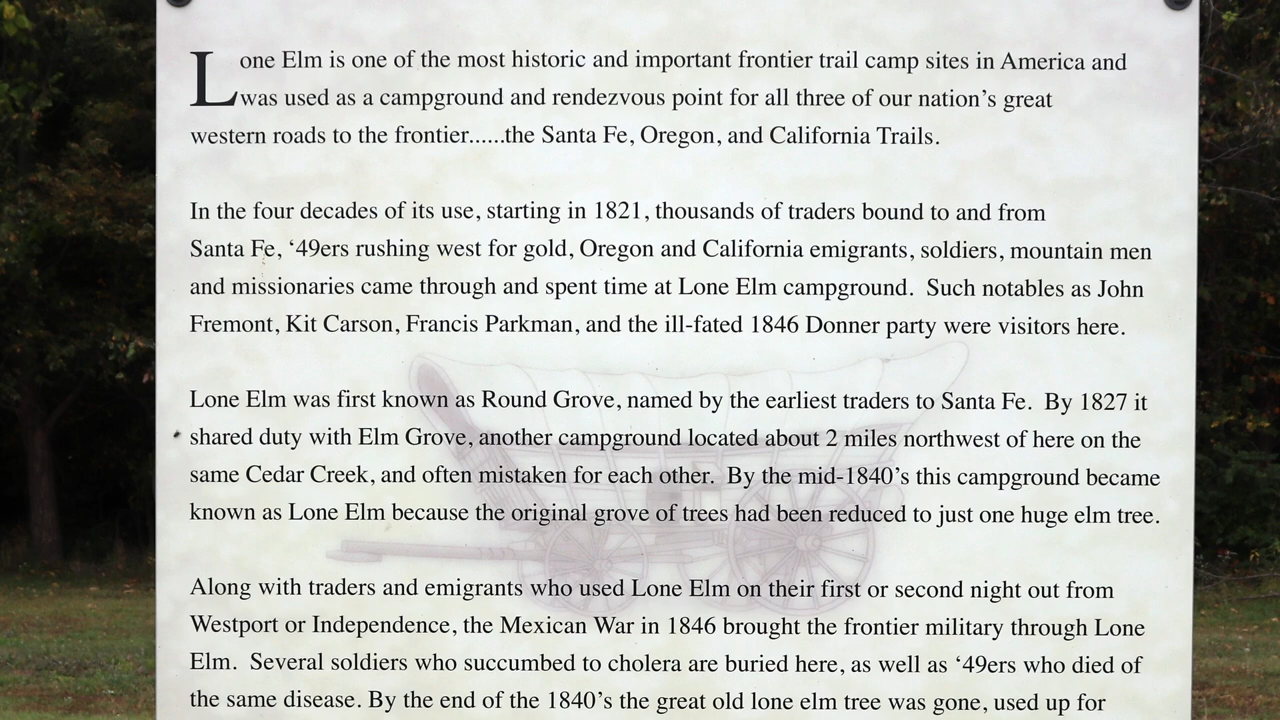 Lone Elm is one of the most historic and important frontier trail camp sites in America and
was used as a campground and rendezvous point for all three of our nation’s great
western roads to the frontier......the Santa Fe, Oregon, and California Trails.
In the four decades of its use, starting in 1821, thousands of traders bound to and from
Santa Fe, ‘49ers rushing west for gold, Oregon and California emigrants, soldiers, mountain men
and missionaries came through and spent time at Lone Elm campground.  Such notables as John
Fremont, Kit Carson, Francis Parkman, and the ill-fated 1846 Donner party were visitors here.
Lone Elm was first known as Round Grove, named by the earliest traders to Santa Fe.  By 1827 it
shared duty with Elm Grove, another campground located about 2 miles northwest of here on the
same Cedar Creek, and often mistaken for each other.  By the mid-1840’s this campground became
known as Lone Elm because the original grove of trees had been reduced to just one huge elm tree.
Along with traders and emigrants who used Lone Elm on their first or second night out from
Westport or Independence, the Mexican War in 1846 brought the frontier military through Lone
Elm.  Several soldiers who succumbed to cholera are buried here, as well as ‘49ers who died of
the same disease. By the end of the 1840’s the great old lone elm tree was gone, used up for